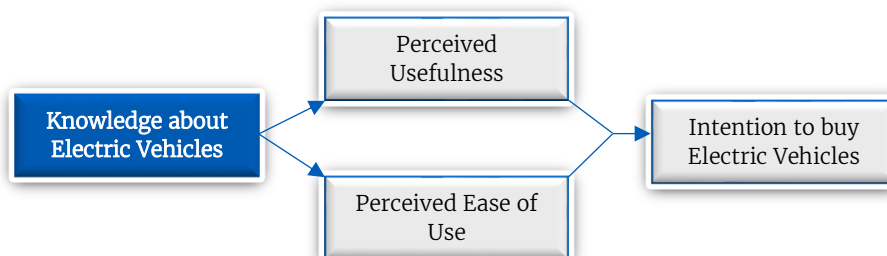 Perceived
Usefulness
Knowledge about
Electric Vehicles
Intention to buy
Electric Vehicles
Perceived Ease of
Use